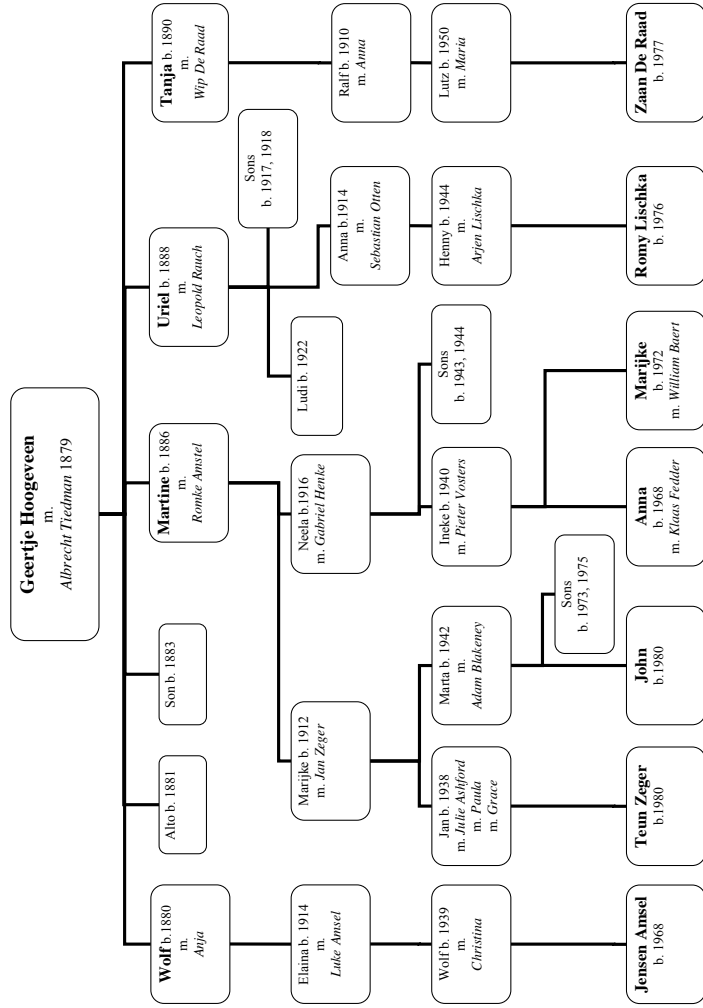 Geertje Hoogeveen
m.
Albrecht Tiedman 1879
Wolf b.1880
m.
Anja
Alto b. 1881
Son b. 1883
Martine b. 1886
m.
Romke Amstel
Uriel b. 1888
m.
Leopold Rauch
Tanja b. 1890
m.
Wip De Raad
Sons
b. 1917, 1918
Elaina b. 1914
m.
Luke Amsel
Marijke b. 1912
m. Jan Zeger
Neela b.1916
m. Gabriel Henke
Ludi b. 1922
Anna b.1914
m.
Sebastian Otten
Ralf b. 1910
m. Anna
Wolf b. 1939
m.
Christina
Jan b. 1938
m. Julie Ashford
m. Paula
m. Grace
Marta b. 1942
m.
Adam Blakeney
Ineke b. 1940
m. Pieter Vosters
Sons
b. 1943, 1944
Henny b. 1944
m.
Arjen Lischka
Lutz b. 1950
m. Maria
Sons
b. 1973, 1975
Jensen Amsel
b. 1968
Teun Zeger
b.1980
John
b.1980
Anna
b. 1968
m. Klaas Fedder
Marijke
b. 1972
m. William Baert
Romy Lischka
b. 1976
Zaan De Raad
b. 1977